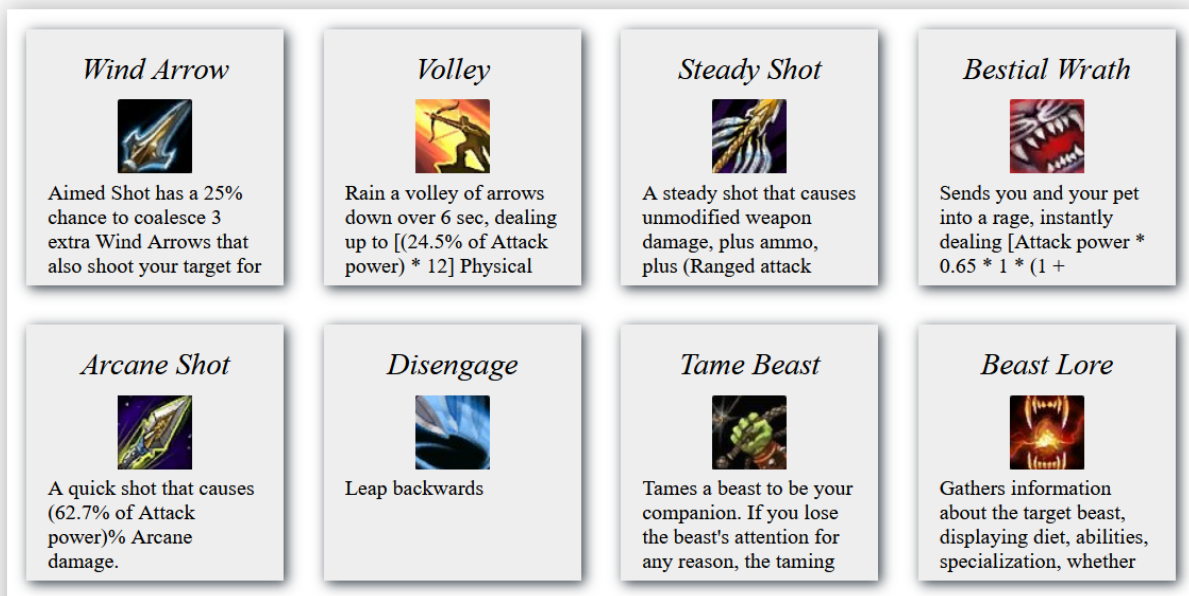 Wind Arrow
Aimed Shot has a 25%
chance to coalesce 3
extra Wind Arrows that
also shoot your target for
Volley
Rain a volley of arrows
down over 6 sec, dealing
up to [(24.5% of Attack
power) * 12] Physical
Steady Shot
A steady shot that causes
unmodified weapon
damage, plus ammo,
plus (Ranged attack
Bestial Wrath
Sends you and your pet
into a rage, instantly
dealing [Attack power *
0.65 * 1 * (1 +
Arcane Shot
A quick shot that causes
(62.7% of Attack
power)% Arcane
damage.
Disengage
Leap backwards
Tame Beast
Tames a beast to be your
companion. If you lose
the beast's attention for
any reason, the taming
Beast Lore
Gathers information
about the target beast,
displaying diet, abilities,
specialization, whether